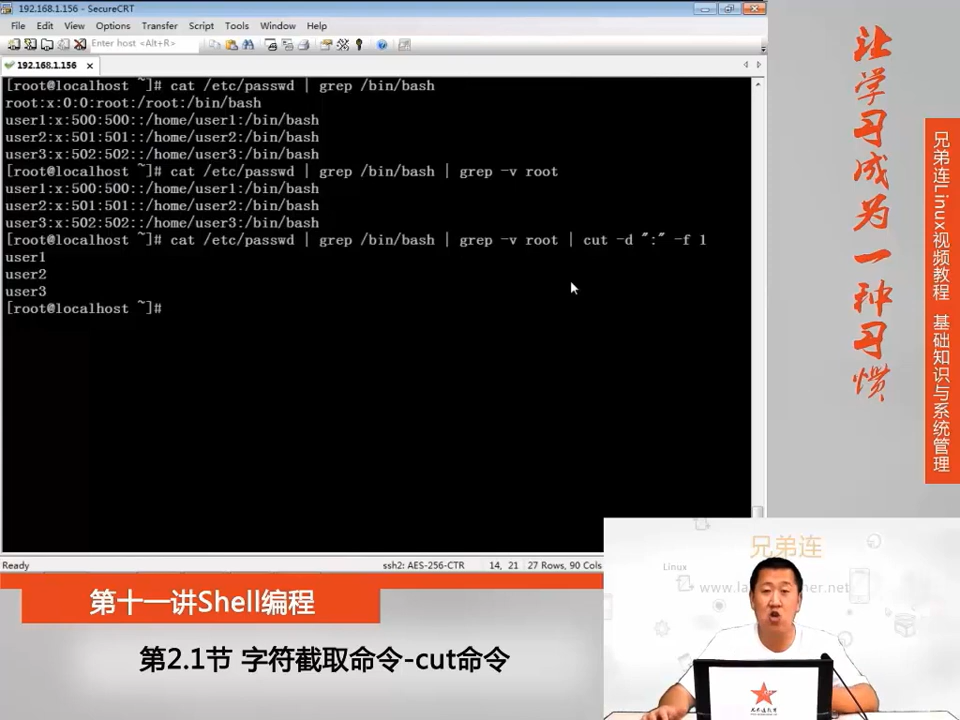 192.168.1.156 - SecureCRT
File Edit View Options Transfer Script Tools Window Help
Enter host <Alt+R>
192.168.1.156
[root@localhost ~]# cat /etc/passwd | grep /bin/bash
root:x:0:0:root:/root:/bin/bash
user1:x:500:500::/home/user1:/bin/bash
user2:x:501:501::/home/user2:/bin/bash
user3:x:502:502::/home/user3:/bin/bash
[root@localhost ~]# cat /etc/passwd | grep /bin/bash | grep -v root
user1:x:500:500::/home/user1:/bin/bash
user2:x:501:501::/home/user2:/bin/bash
user3:x:502:502::/home/user3:/bin/bash
[root@localhost ~]# cat /etc/passwd | grep /bin/bash | grep -v root | cut -d ":" -f 1
user1
user2
user3
[root@localhost ~]#
Ready ssh2: AES-256-CTR 14, 21 27 Rows, 90 Cols
让学习成为一种习惯
兄弟连Linux视频教程 基础知识与系统管理
兄弟连
Linux
第十一讲Shell编程
第2.1节 字符截取命令-cut命令